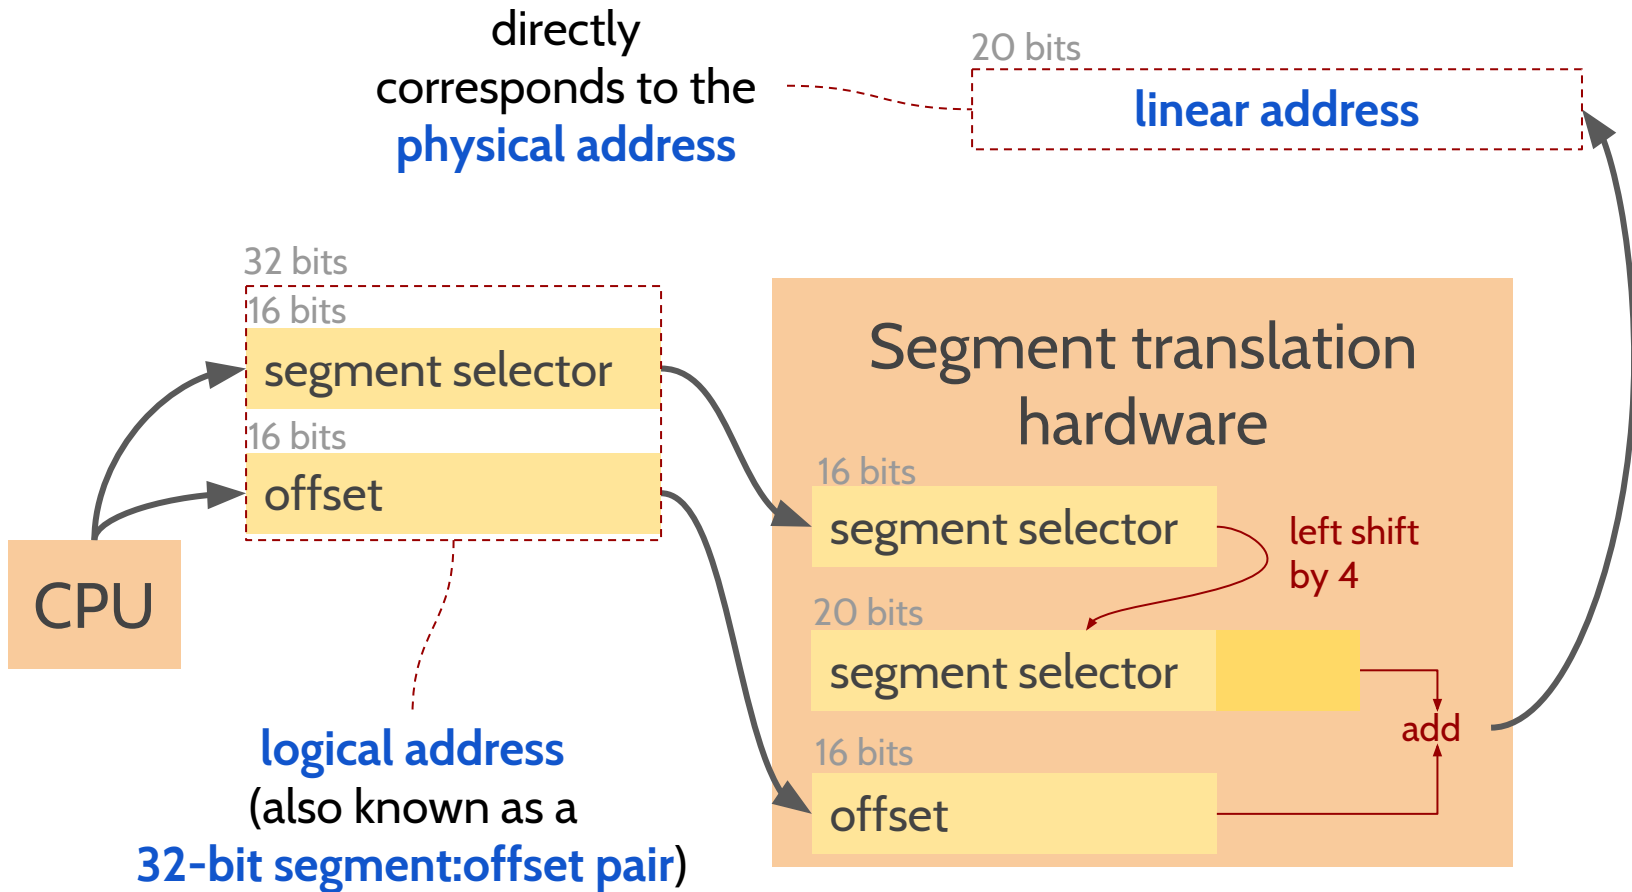 directly
corresponds to the
physical address
20 bits
linear address
32 bits
16 bits
segment selector
16 bits
offset
CPU
logical address
(also known as a
32-bit segment:offset pair)
Segment translation
hardware
16 bits
segment selector
left shift
by 4
20 bits
segment selector
add
16 bits
offset